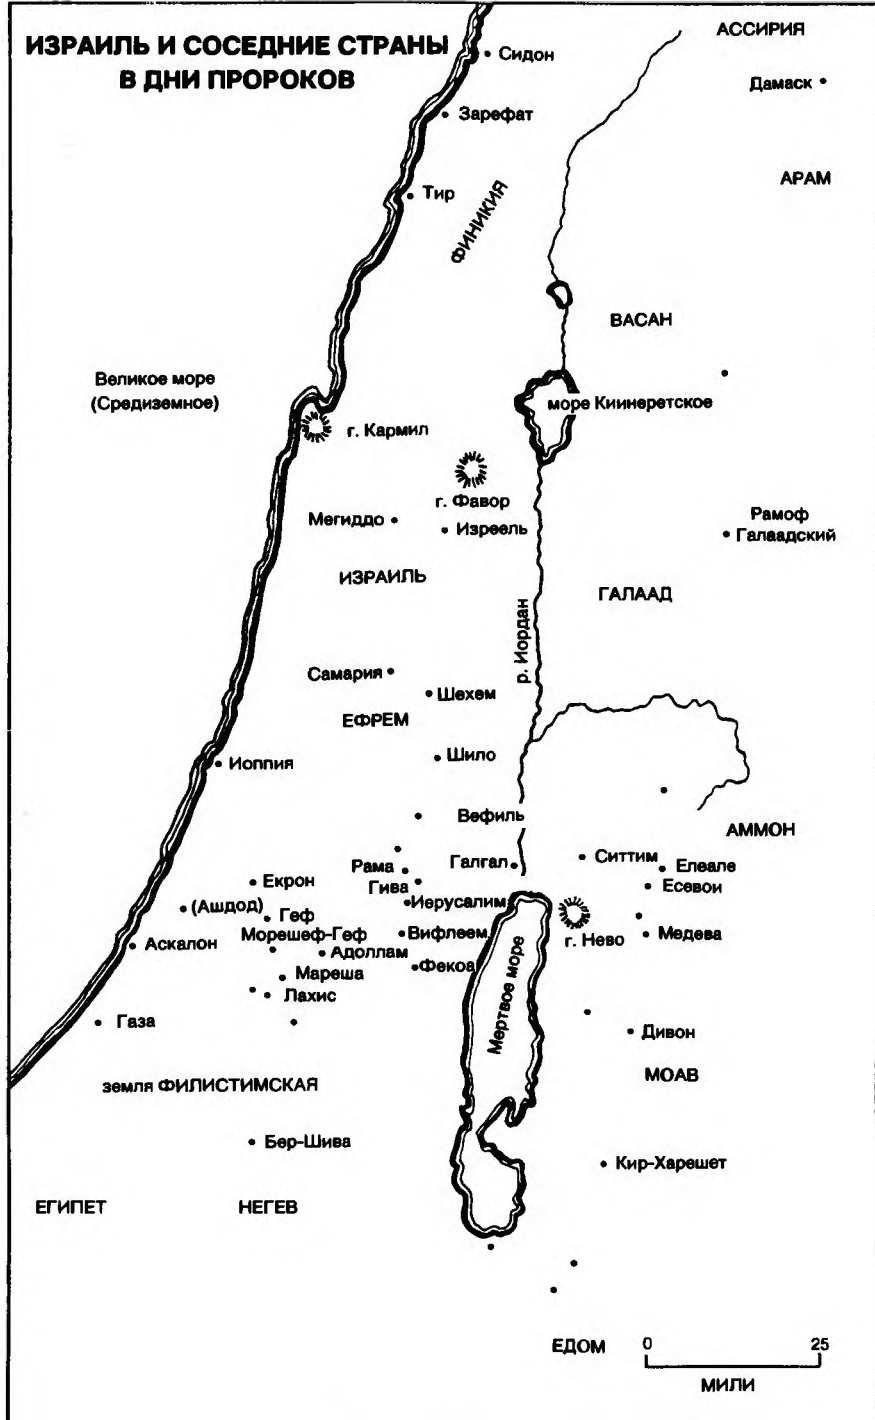 ИЗРАИЛЬ И СОСЕДНИЕ СТРАНЫ
В ДНИ ПРОРОКОВ
АССИРИЯ
Сидон
Дамаск
Зарефат
АРАМ
Тир
ФИНИКИЯ
ВАСАН
Великое море
(Средиземное)
море Киинеретское
г. Кармил
г. Фавор
Мегиддо
Изреель
Рамоф
Галаадский
ИЗРАИЛЬ
ГАЛААД
р. Иордан
Самария
Шехем
ЕФРЕМ
Шило
Иоппия
Вефиль
АММОН
Рама
Галгал
Ситтим
Елеале
Екрон
Гива
Есевои
(Ашдод)
Геф
Иерусалим
Морешеф-Геф
Вифлеем
г. Нево
Медева
Аскалон
Адоллам
Мареша
Фекоа
Лахис
Мертвое море
Газа
Дивон
МОАВ
земля ФИЛИСТИМСКАЯ
Бер-Шива
Кир-Харешет
ЕГИПЕТ
НЕГЕВ
ЕДОМ
0 25
МИЛИ